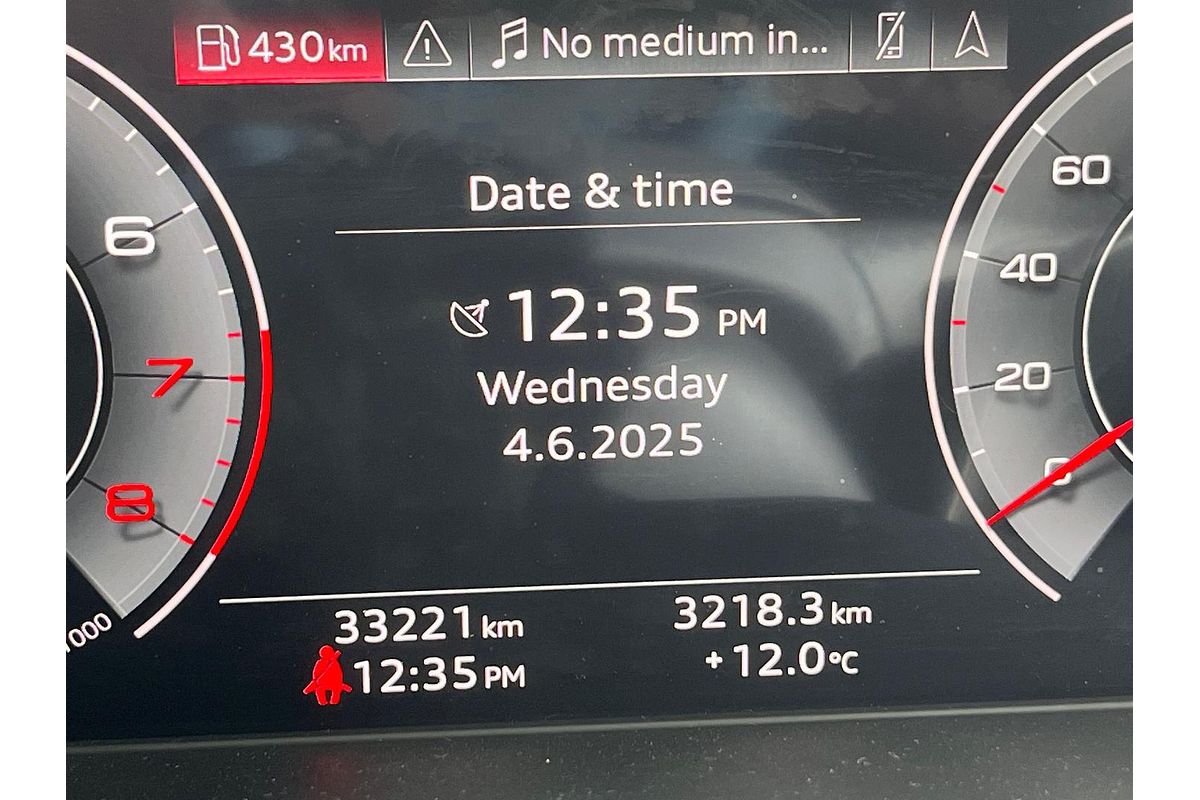 430km
No medium in...
Date & time
12:35 PM
Wednesday
4.6.2025
6
7
8
1000
60
40
20
0
33221 km
3218.3 km
12:35 PM
+12.0°C